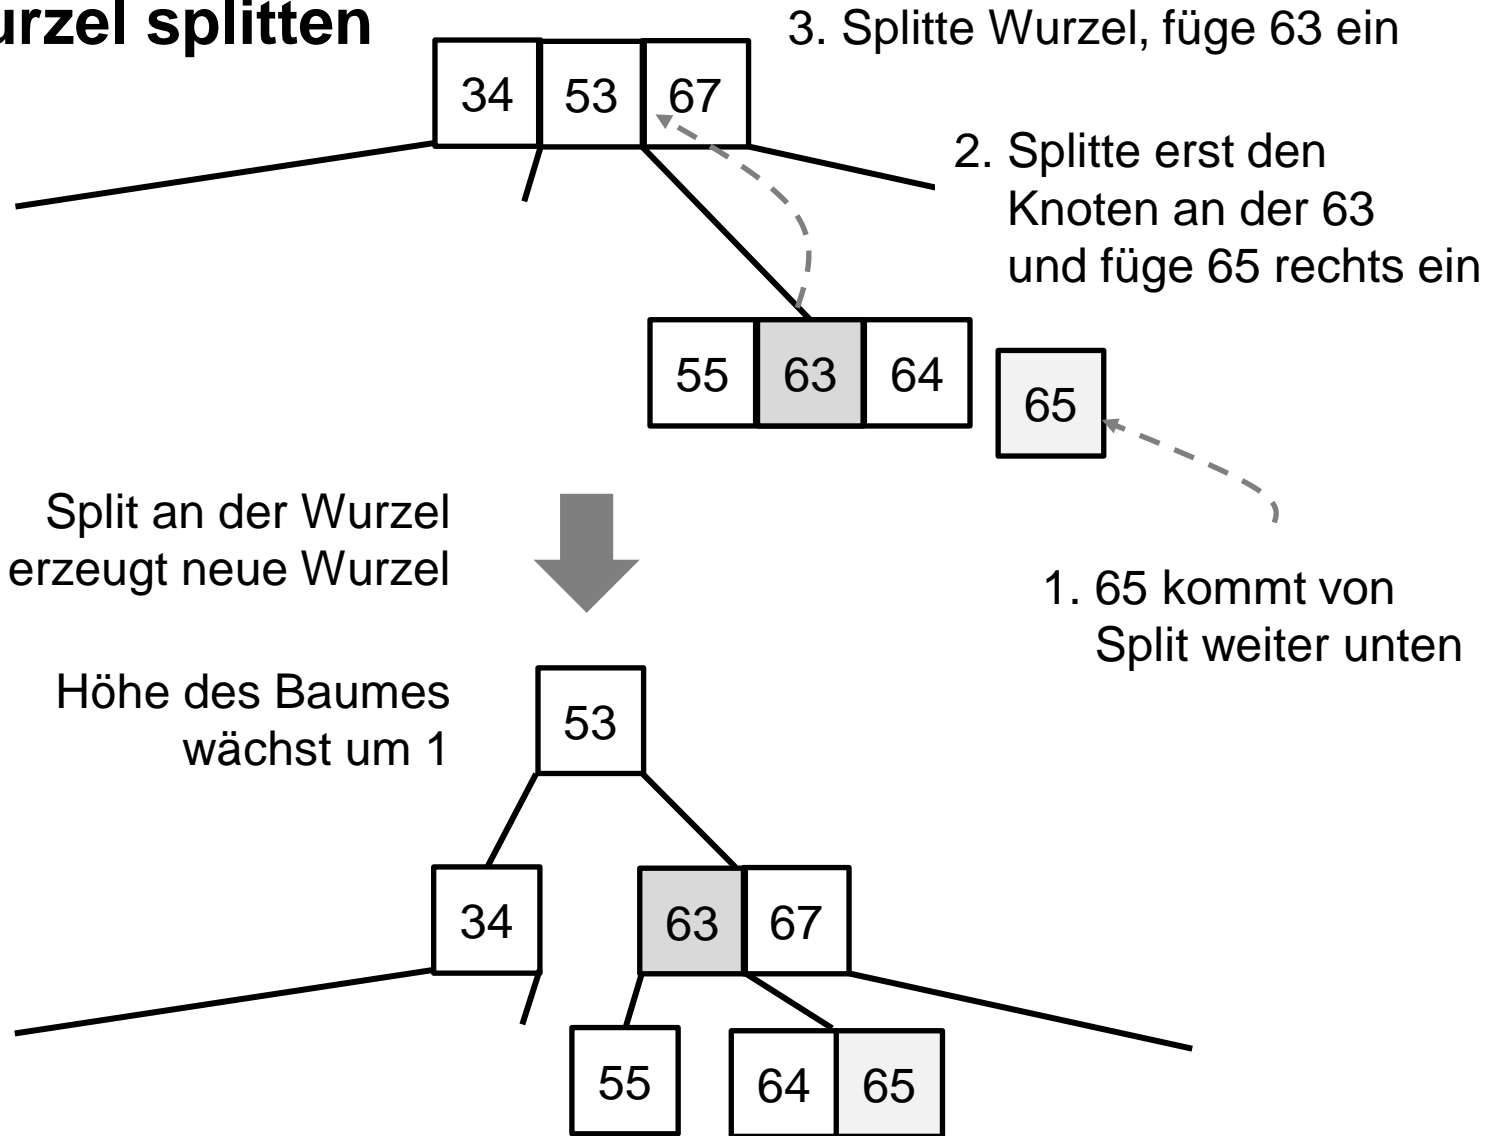 urzel splitten
3. Splitte Wurzel, füge 63 ein
34 53 67
2. Splitte erst den
Knoten an der 63
und füge 65 rechts ein
55 63 64
65
Split an der Wurzel
erzeugt neue Wurzel
1. 65 kommt von
Split weiter unten
Höhe des Baumes
wächst um 1
53
34 63 67
55 64 65